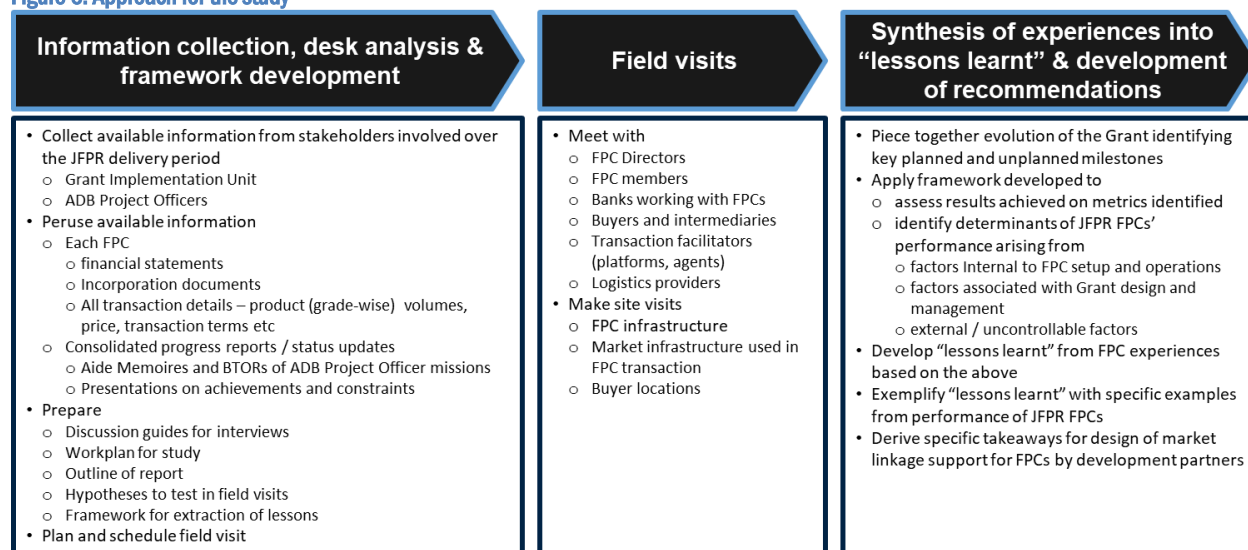 Figure 6: Approach for the study
Information collection, desk analysis &
framework development
• Collect available information from stakeholders involved over
the JFPR delivery period
o Grant Implementation Unit
o ADB Project Officers
• Peruse available information
o Each FPC
o financial statements
o Incorporation documents
o All transaction details – product (grade-wise) volumes,
price, transaction terms etc
o Consolidated progress reports / status updates
o Aide Memoires and BTORs of ADB Project Officer missions
o Presentations on achievements and constraints
• Prepare
o Discussion guides for interviews
o Workplan for study
o Outline of report
o Hypotheses to test in field visits
o Framework for extraction of lessons
• Plan and schedule field visit
Field visits
• Meet with
o FPC Directors
o FPC members
o Banks working with FPCs
o Buyers and intermediaries
o Transaction facilitators
(platforms, agents)
o Logistics providers
• Make site visits
o FPC infrastructure
o Market infrastructure used in
FPC transaction
o Buyer locations
Synthesis of experiences into
“lessons learnt” & development
of recommendations
• Piece together evolution of the Grant identifying
key planned and unplanned milestones
• Apply framework developed to
o assess results achieved on metrics identified
o identify determinants of JFPR FPCs’
performance arising from
o factors Internal to FPC setup and operations
o factors associated with Grant design and
management
o external / uncontrollable factors
• Develop “lessons learnt” from FPC experiences
based on the above
• Exemplify “lessons learnt” with specific examples
from performance of JFPR FPCs
• Derive specific takeaways for design of market
linkage support for FPCs by development partners